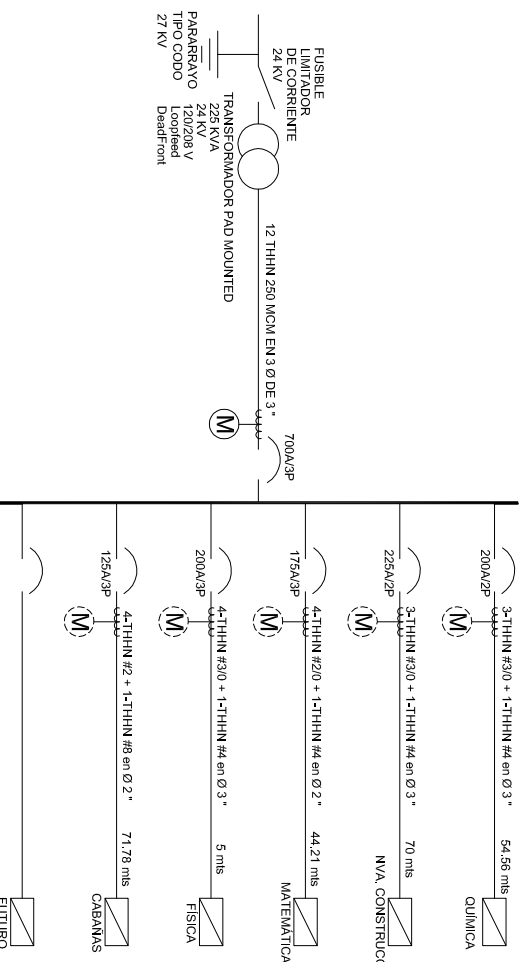 FUSIBLE
LIMITADOR
DE CORRIENTE
24 KV
PARARRAYO
TIPO CODO
27 KV
TRANSFORMADOR PAD MOUNTED
225 KVA
24 KV
120/208 V
Loopfeed
DeadFront
12 THHN 250 MCM EN 3 Ø DE 3 "
M
700A/3P
200A/2P
3-THHN #3/0 + 1-THHN #4 en Ø 3 "
54.56 mts
M
QUÍMICA
225A/2P
3-THHN #3/0 + 1-THHN #4 en Ø 3 "
70 mts
M
NVA. CONSTRUCC
175A/3P
4-THHN #2/0 + 1-THHN #4 en Ø 2 "
44.21 mts
M
MATEMÁTICA
200A/3P
4-THHN #3/0 + 1-THHN #4 en Ø 3 "
5 mts
M
FÍSICA
125A/3P
4-THHN #2 + 1-THHN #8 en Ø 2 "
71.78 mts
M
CABAÑAS
FUTURO